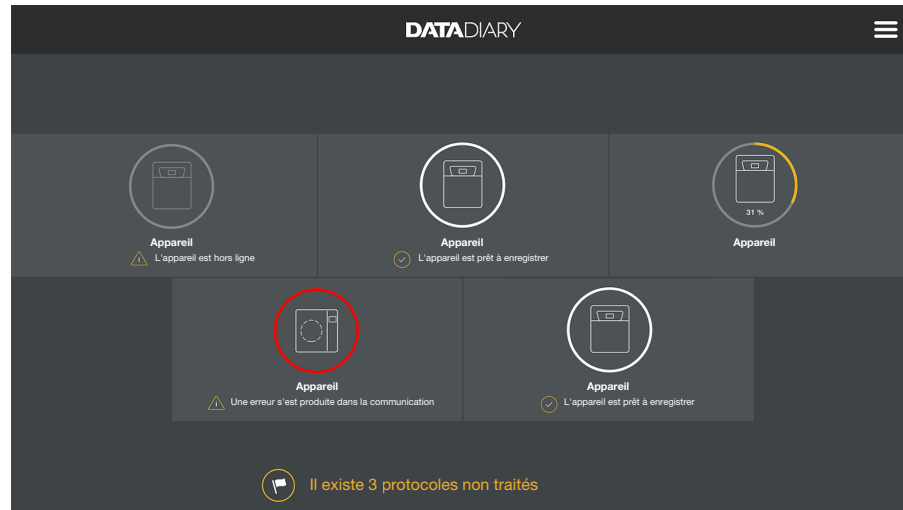 DATADIARY
31 %
Appareil
L'appareil est hors ligne
Appareil
L'appareil est prêt à enregistrer
Appareil
Appareil
Une erreur s'est produite dans la communication
Appareil
L'appareil est prêt à enregistrer
Il existe 3 protocoles non traités